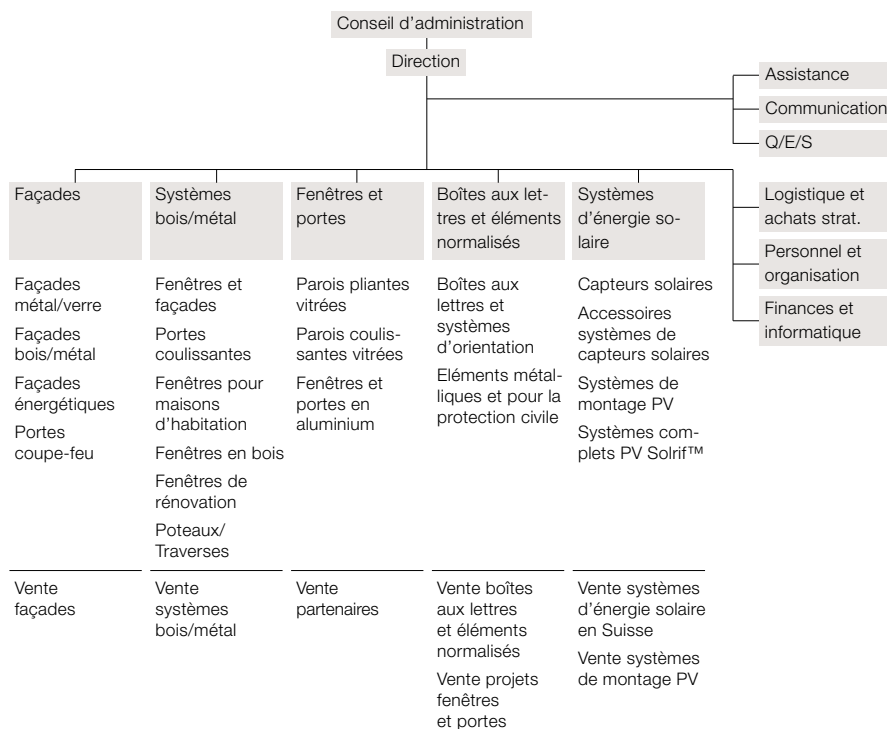 Conseil d'administration
Direction
Assistance
Communication
Q/E/S
Façades
Systèmes
bois/métal
Fenêtres et
portes
Boîtes aux let-
tres et éléments
normalisés
Systèmes
d'énergie so-
laire
Logistique et
achats strat.
Personnel et
organisation
Finances et
informatique
Façades
métal/verre
Façades
bois/métal
Façades
énergétiques
Portes
coupe-feu
Fenêtres et
façades
Portes
coulissantes
Fenêtres pour
maisons
d'habitation
Fenêtres en bois
Fenêtres de
rénovation
Poteaux/
Traverses
Parois pliantes
vitrées
Parois coulis-
santes vitrées
Fenêtres et
portes en
aluminium
Boîtes aux
lettres et
systèmes
d'orientation
Eléments métal-
liques et pour la
protection civile
Capteurs solaires
Accessoires
systèmes de
capteurs solaires
Systèmes de
montage PV
Systèmes com-
plets PV Solrif™
Vente
façades
Vente
systèmes
bois/métal
Vente
partenaires
Vente boîtes
aux lettres
et éléments
normalisés
Vente projets
fenêtres
et portes
Vente systèmes
d'énergie solaire
en Suisse
Vente systèmes
de montage PV